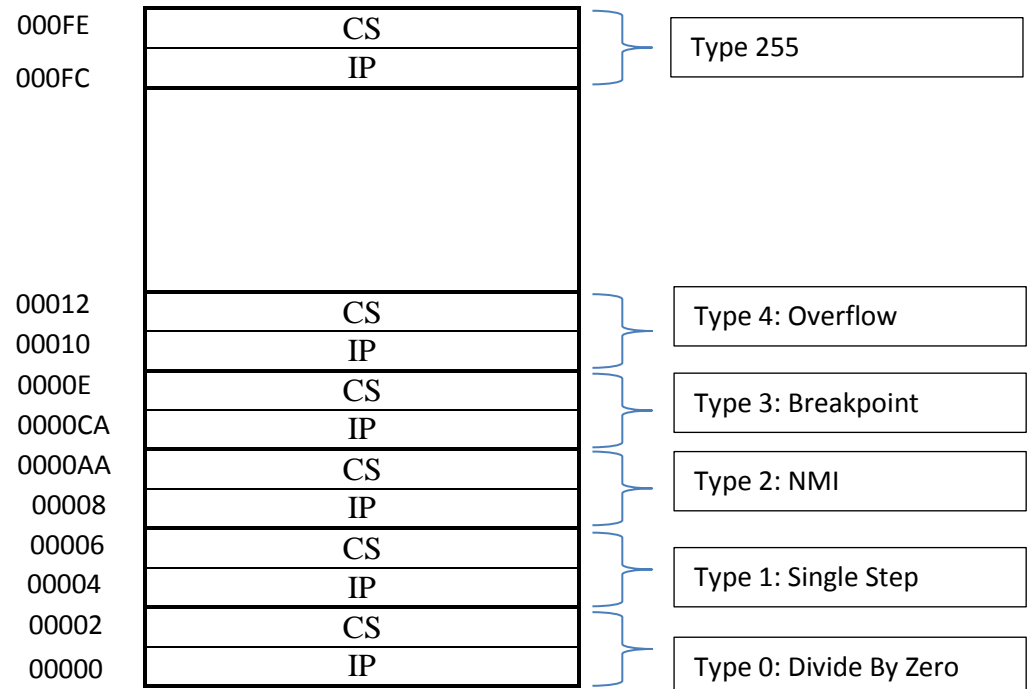 000FE CS
Type 255
000FC IP
00012 CS
Type 4: Overflow
00010 IP
0000E CS
Type 3: Breakpoint
0000CA IP
0000AA CS
Type 2: NMI
00008 IP
00006 CS
Type 1: Single Step
00004 IP
00002 CS
Type 0: Divide By Zero
00000 IP